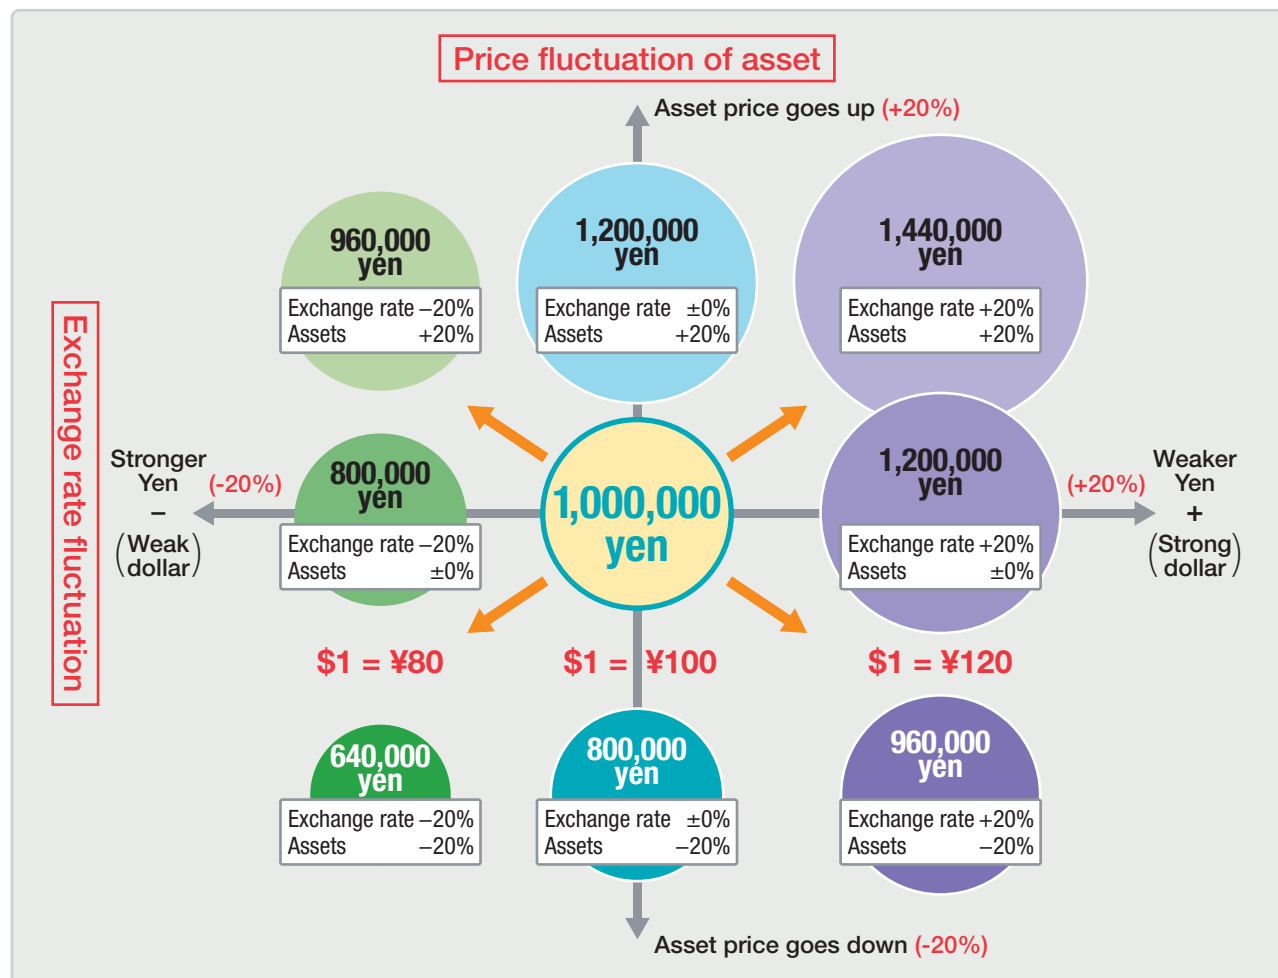 Price fluctuation of asset
Asset price goes up (+20%)
960,000
yen
Exchange rate –20%
Assets +20%
1,200,000
yen
Exchange rate ±0%
Assets +20%
1,440,000
yen
Exchange rate +20%
Assets +20%
Exchange rate fluctuation
Stronger
Yen
–
(Weak
dollar)
(-20%)
800,000
yen
Exchange rate –20%
Assets ±0%
1,000,000
yen
1,200,000
yen
Exchange rate +20%
Assets ±0%
(+20%)
Weaker
Yen
+
(Strong
dollar)
$1 = ¥80
$1 = ¥100
$1 = ¥120
640,000
yen
Exchange rate –20%
Assets –20%
800,000
yen
Exchange rate ±0%
Assets –20%
960,000
yen
Exchange rate +20%
Assets –20%
Asset price goes down (-20%)